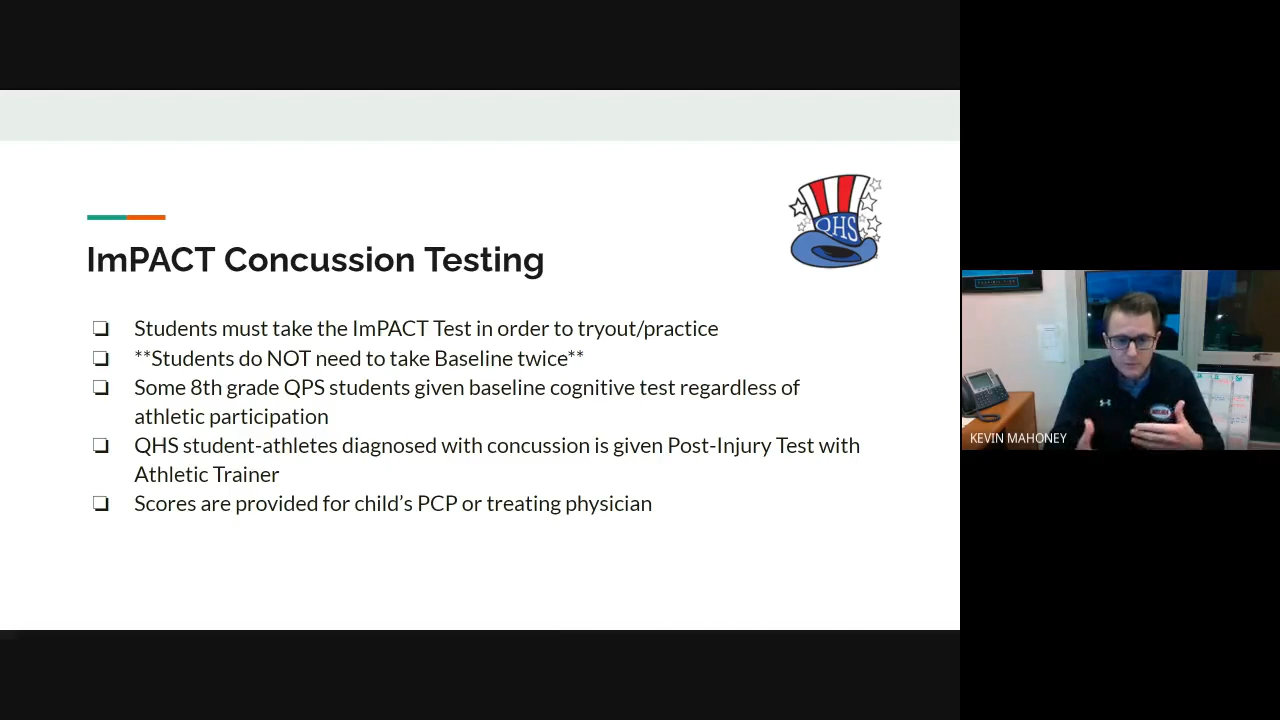 QHS
ImPACT Concussion Testing
❏ Students must take the ImPACT Test in order to tryout/practice
❏ **Students do NOT need to take Baseline twice**
❏ Some 8th grade QPS students given baseline cognitive test regardless of
athletic participation
❏ QHS student-athletes diagnosed with concussion is given Post-Injury Test with
Athletic Trainer
❏ Scores are provided for child's PCP or treating physician
KEVIN MAHONEY